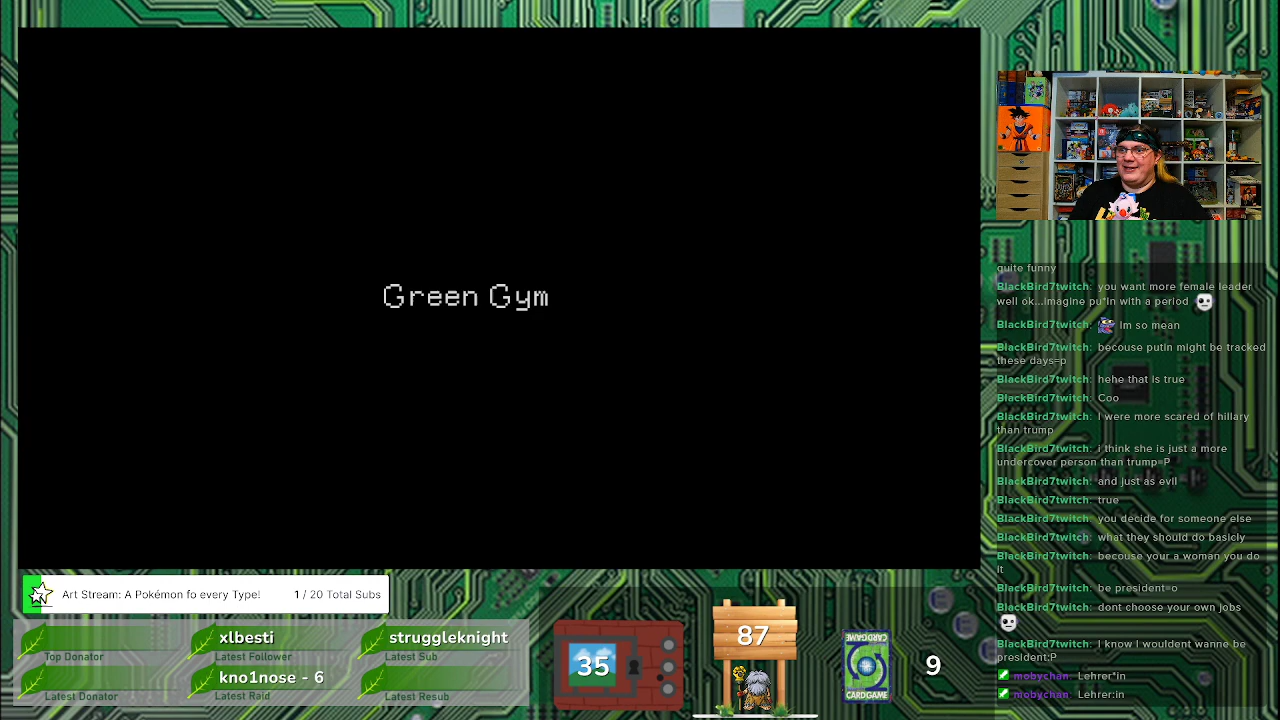 Green Gym
quite funny
BlackBird7twitch: you want more female leader
well ok...imagine pu*in with a period
BlackBird7twitch: Im so mean
BlackBird7twitch: becouse putin might be tracked
these days=p
BlackBird7twitch: hehe that is true
BlackBird7twitch: Coo
BlackBird7twitch: I were more scared of hillary
than trump
BlackBird7twitch: i think she is just a more
undercover person than trump=P
BlackBird7twitch: and just as evil
BlackBird7twitch: true
BlackBird7twitch: you decide for someone else
BlackBird7twitch: what they should do basicly
BlackBird7twitch: becouse your a woman you do
it
BlackBird7twitch: be president=o
BlackBird7twitch: dont choose your own jobs
BlackBird7twitch: I know I wouldent wanne be
president;P
mobychan: Lehrer*in
mobychan: Lehrer:in
Art Stream: A Pokémon fo every Type! 1 / 20 Total Subs
Top Donator
xlbesti
Latest Follower
struggleknight
Latest Sub
Latest Donator
kno1nose - 6
Latest Raid
Latest Resub
35
87
CARDGAME
CARDGAME
9